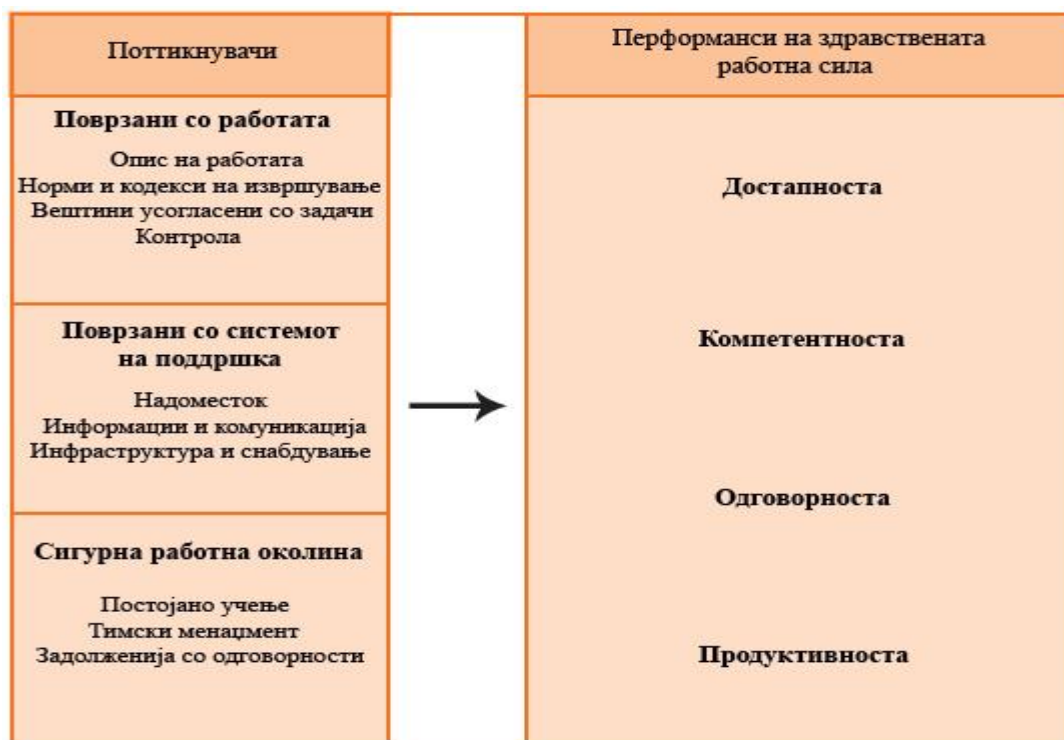 Поттикнувачи
Поврзани со работата
Опис на работата
Норми и кодекси на извршување
Вештини усогласени со задачи
Контрола
Поврзани со системот
на поддршка
Надоместок
Информации и комуникација
Инфраструктура и снабдување
Сигурна работна околина
Постојано учење
Тимски менаџмент
Задолженија со одговорности
Перформанси на здравствената
работна сила
Достапноста
Компетентноста
Одговорноста
Продуктивноста